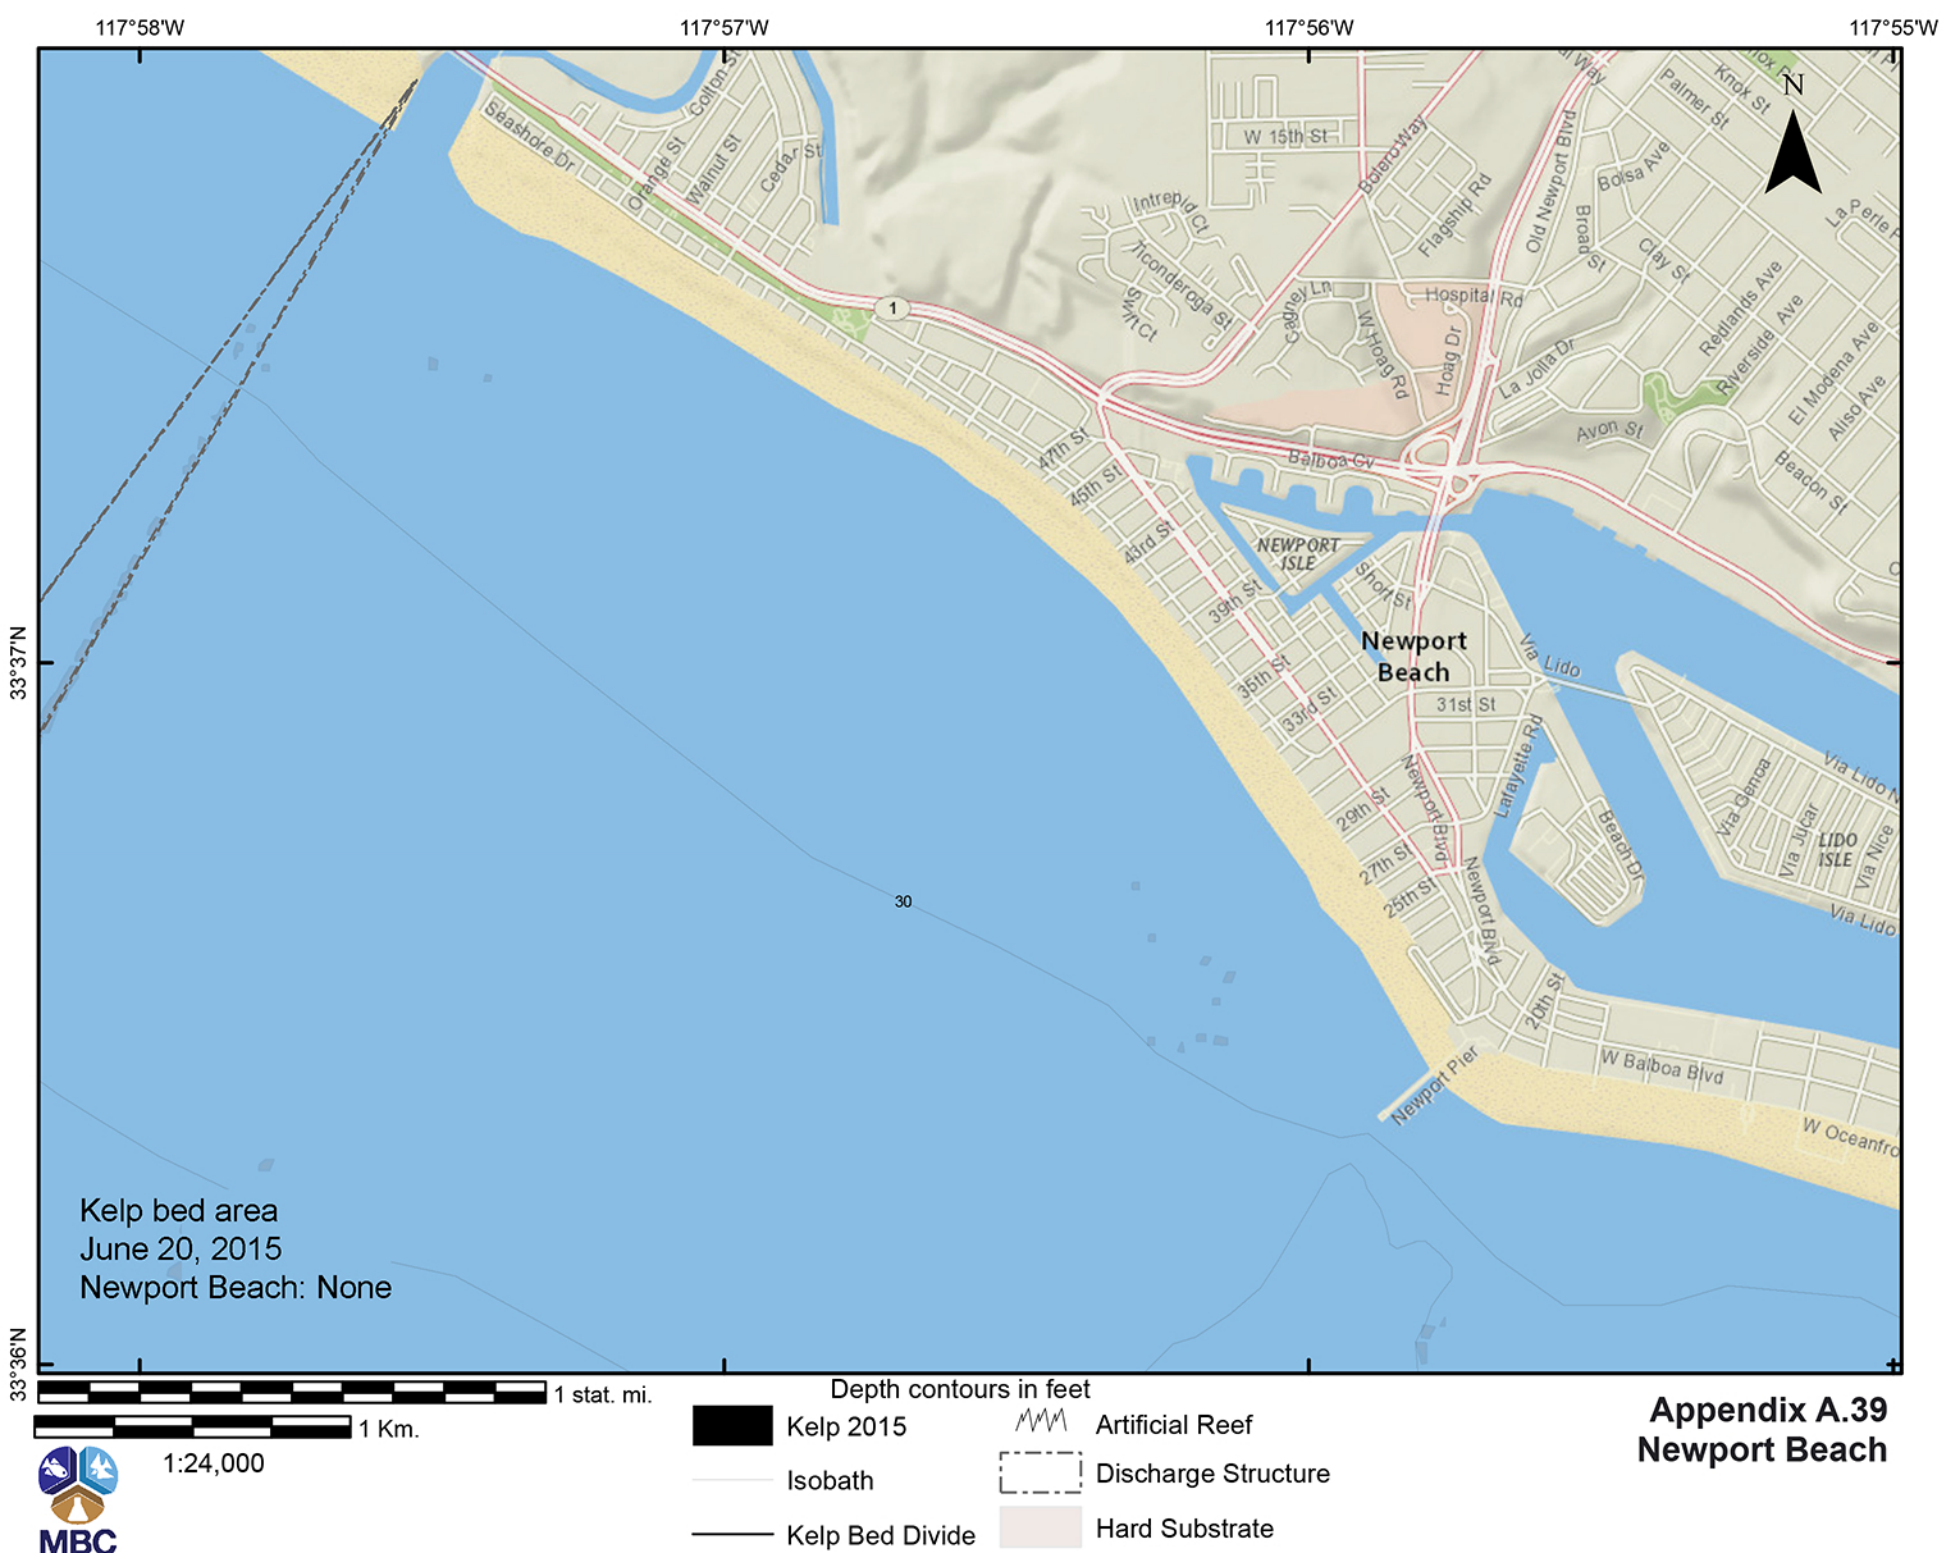 117°58'W
117°57'W
117°56'W
117°55'W
N
Seashore Dr
Colton St
Orange St
Walnut St
Cedar St
W 15th St
Bolero Way
Flagship Rd
Intrepid Ct
Ticonderoga St
Swift Ct
Cagney Ln
W Hoag Rd
Hoag Dr
Hospital Rd
Old Newport Blvd
Broad St
Bolsa Ave
Palmer St
Knox St
Clay St
La Perle
Redlands Ave
Riverside Ave
El Modena Ave
Aliso Ave
La Jolla Dr
Avon St
Beacon St
1
Balboa Cv
47th St
45th St
43rd St
39th St
35th St
33rd St
NEWPORT
ISLE
Short St
Newport
Beach
33°37'N
Via Lido
31st St
Lafayette Rd
Newport Blvd
29th St
27th St
25th St
Newport Blvd
Beach Dr
Via Genoa
Via Jucar
Via Nice
LIDO
ISLE
Via Lido N
Via Lido
30
20th St
W Balboa Blvd
Newport Pier
W Oceanfro
Kelp bed area
June 20, 2015
Newport Beach: None
33°36'N
1 stat. mi.
1 Km.
1:24,000
MBC
Depth contours in feet
Kelp 2015
Isobath
Kelp Bed Divide
Artificial Reef
Discharge Structure
Hard Substrate
Appendix A.39
Newport Beach